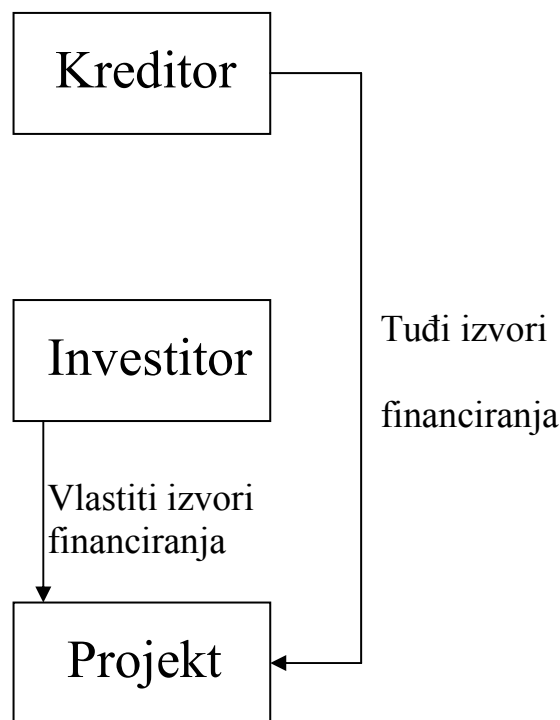 Kreditor
Tuđi izvori
financiranja
Investitor
Vlastiti izvori
financiranja
Projekt